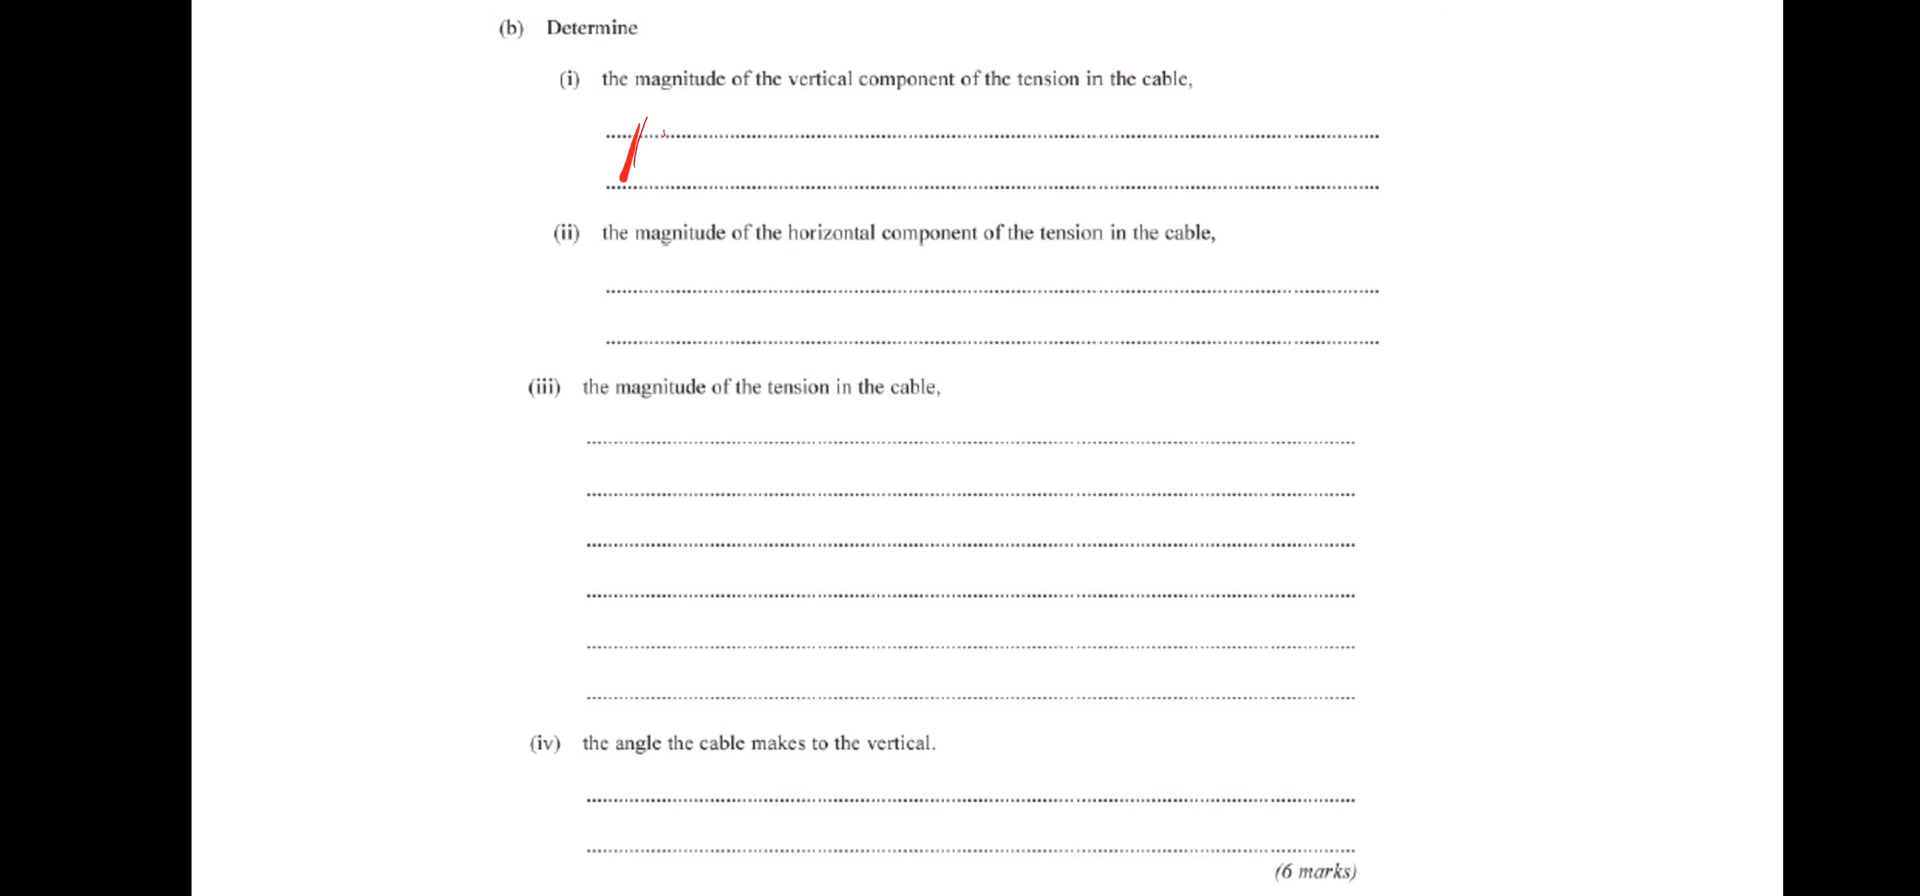 (b) Determine
(i) the magnitude of the vertical component of the tension in the cable,
(ii) the magnitude of the horizontal component of the tension in the cable,
(iii) the magnitude of the tension in the cable,
(iv) the angle the cable makes to the vertical.
(6 marks)